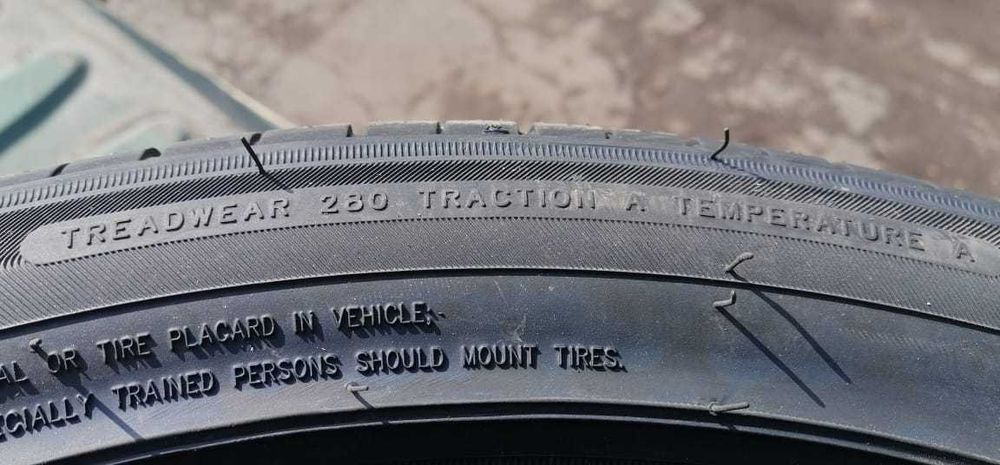 TREADWEAR 280 TRACTION A TEMPERATURE A
OR TIRE PLACARD IN VEHICLE;
TRAINED PERSONS SHOULD MOUNT TIRES.